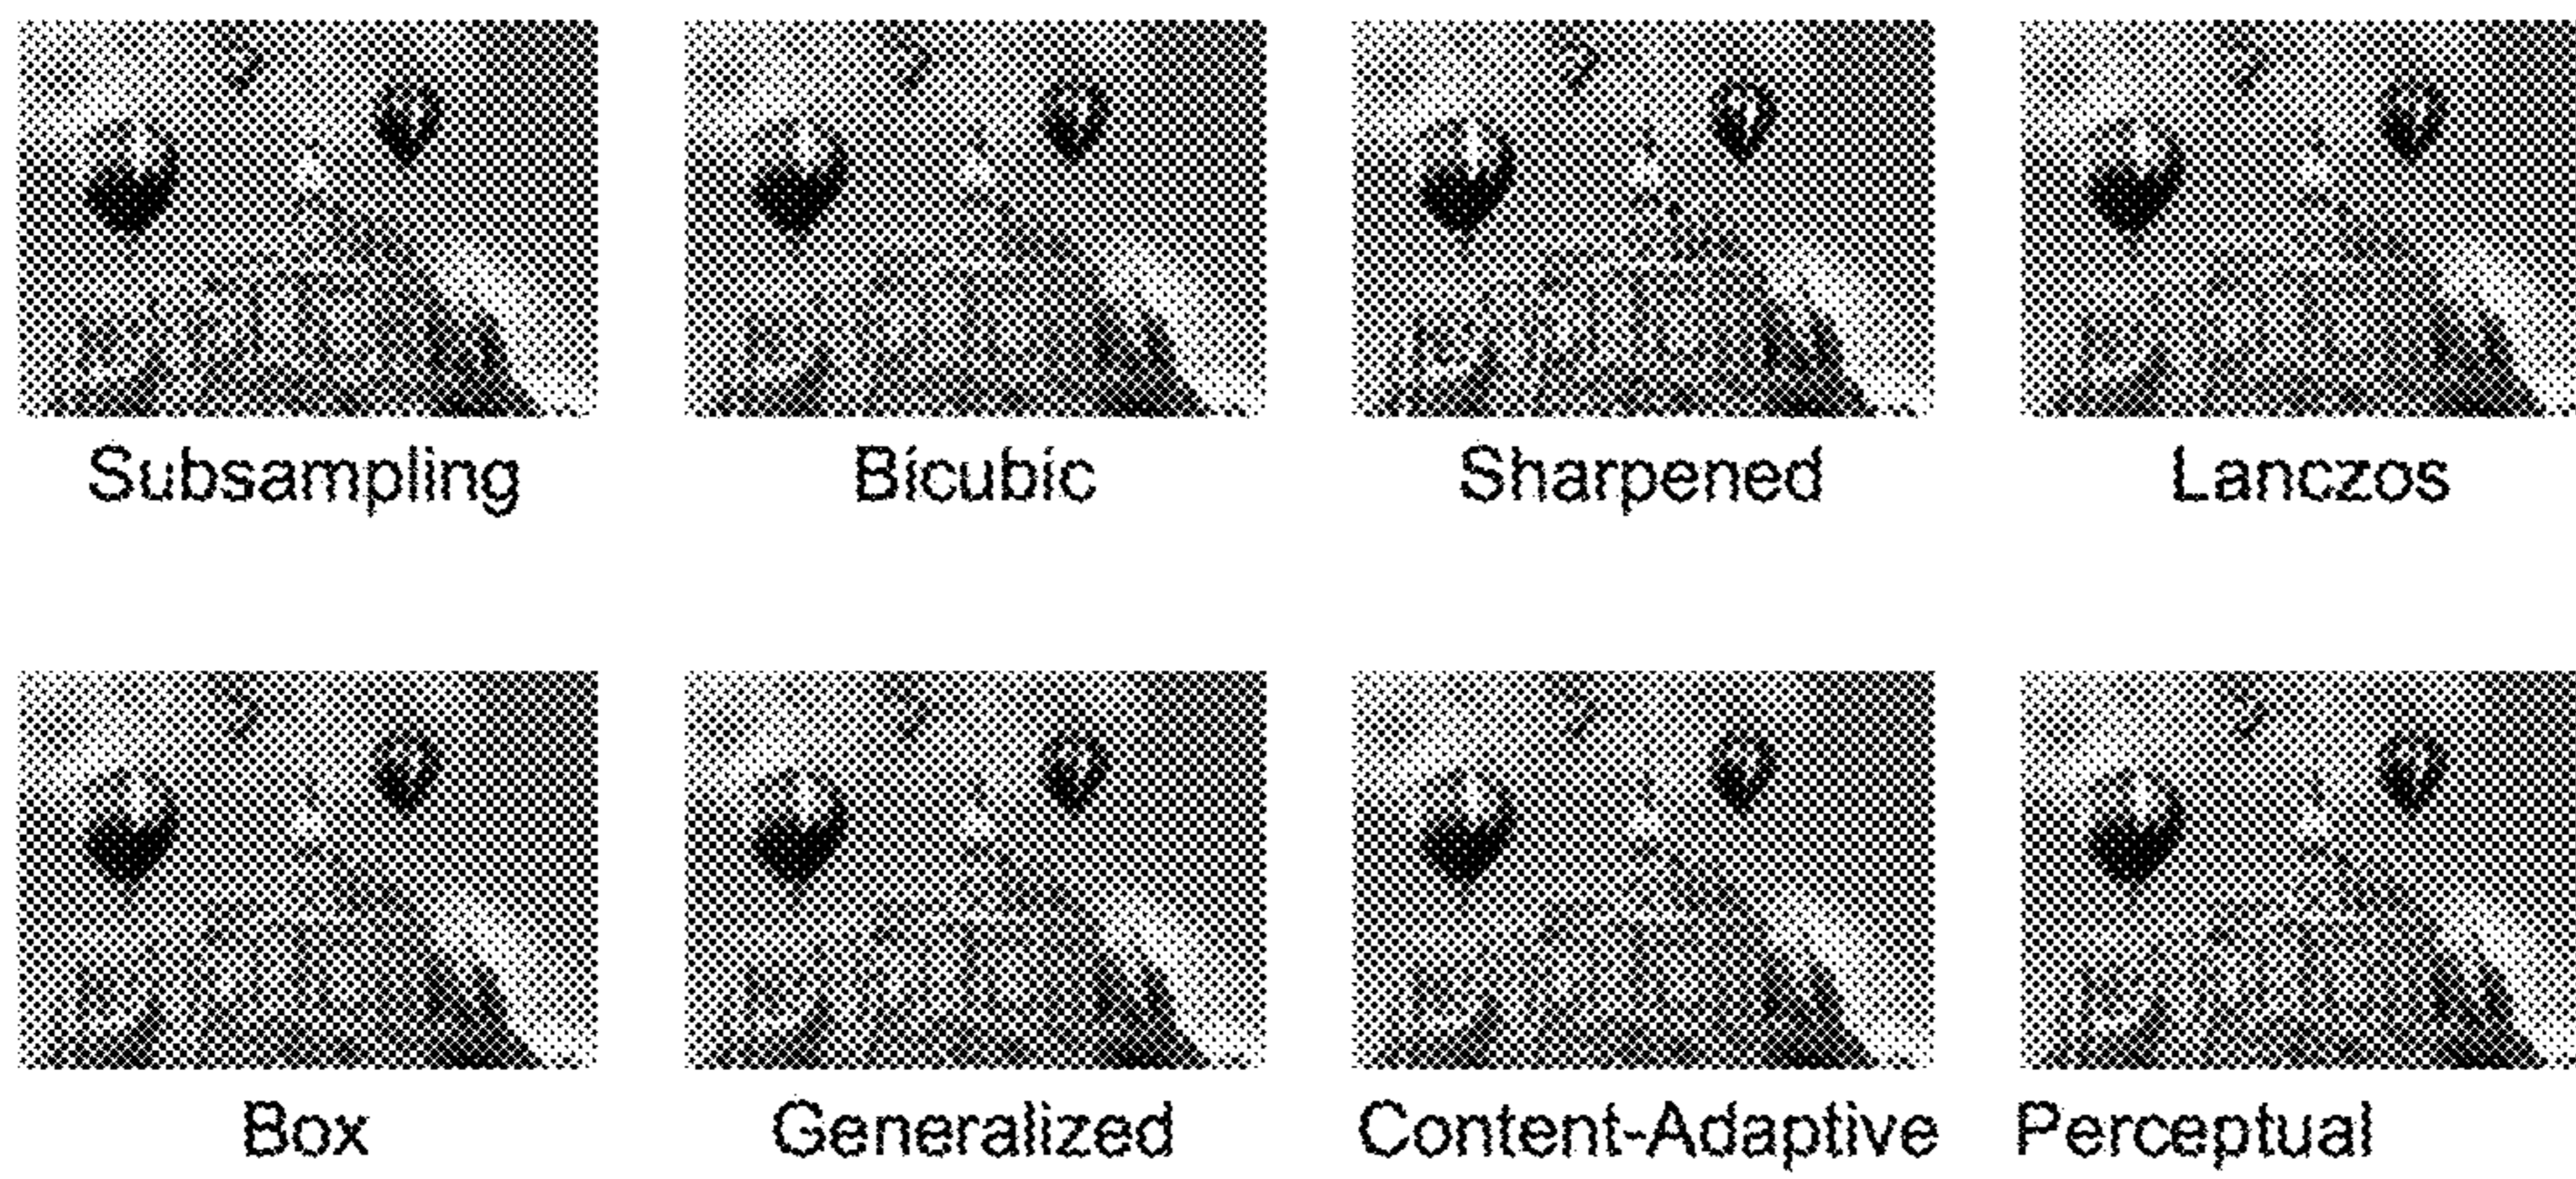 Subsampling Bicubic Sharpened Lanczos
Box Generalized Content-Adaptive Perceptual